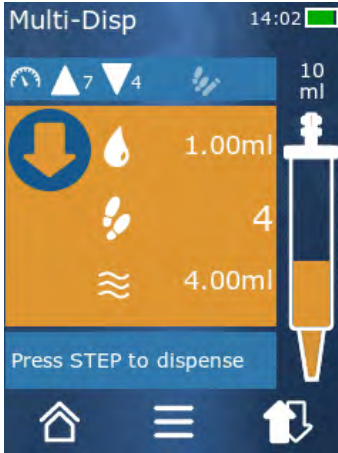 Multi-Disp 14:02
7 4
10
ml
1.00ml
4
4.00ml
Press STEP to dispense